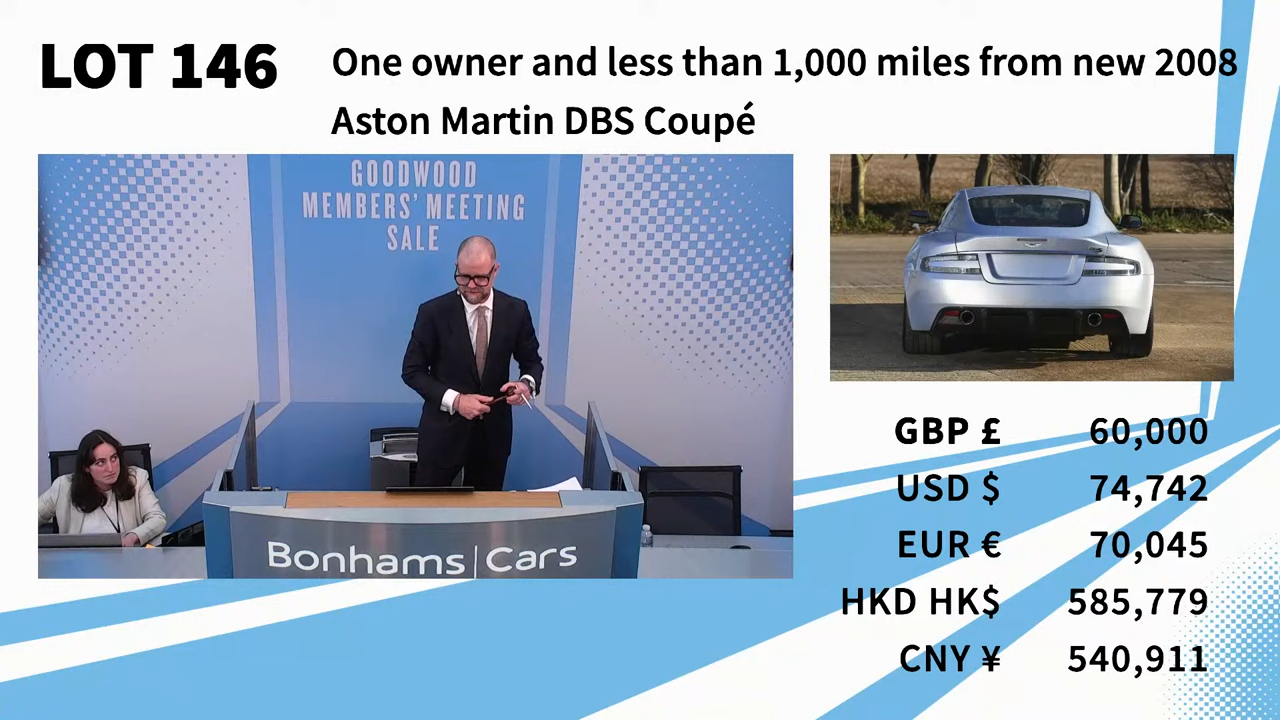 LOT 146
One owner and less than 1,000 miles from new 2008
Aston Martin DBS Coupé
GOODWOOD
MEMBERS' MEETING
SALE
Bonhams|Cars
GBP £ 60,000
USD $ 74,742
EUR € 70,045
HKD HK$ 585,779
CNY ¥ 540,911